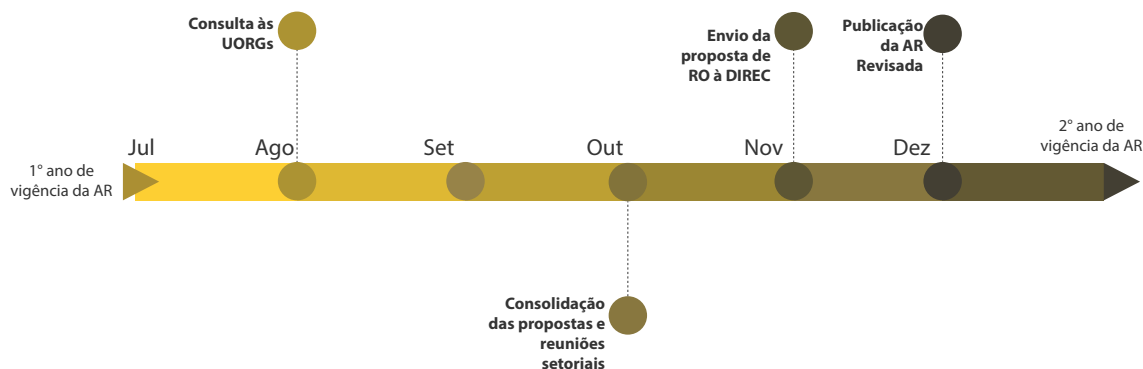 Consulta às
UORGs
Envio da
proposta de
RO à DIREC
Publicação
da AR
Revisada
Jul
Ago
Set
Out
Nov
Dez
1° ano de
vigência da AR
2° ano de
vigência da AR
Consolidação
das propostas e
reuniões
setoriais